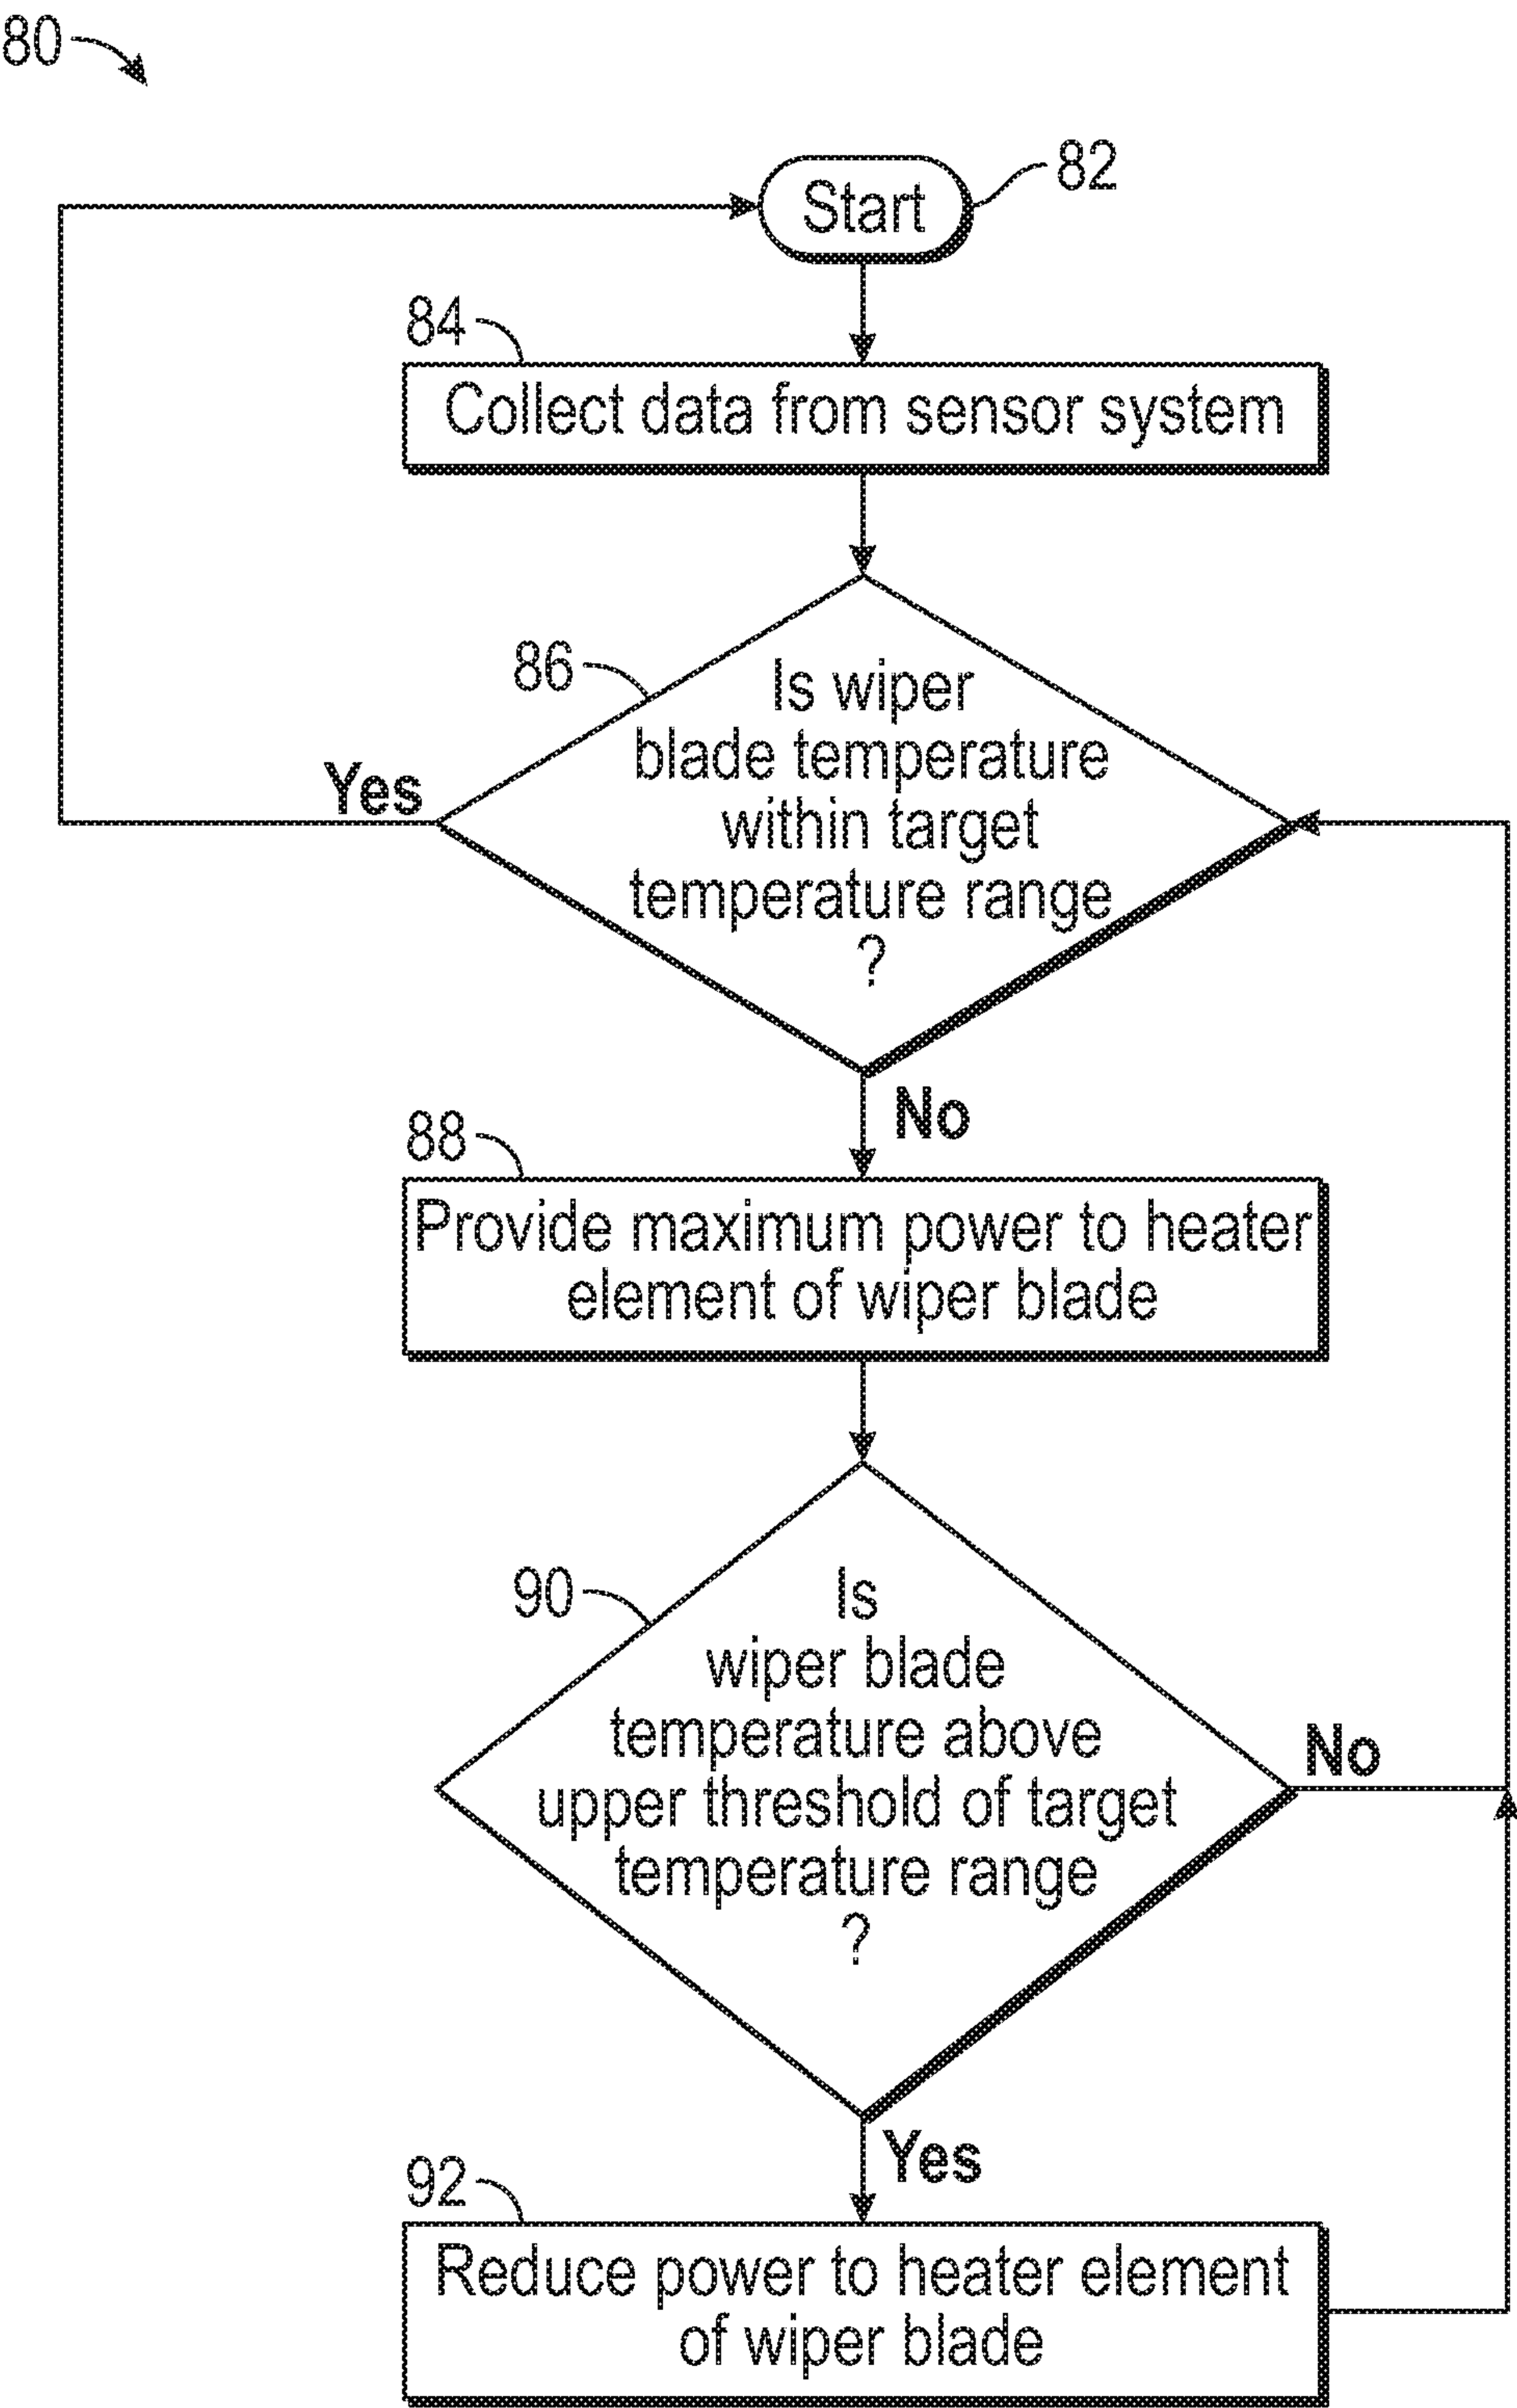 80
Start
82
84
Collect data from sensor system
86
Is wiper
blade temperature
within target
temperature range
?
Yes
No
88
Provide maximum power to heater
element of wiper blade
90
Is
wiper blade
temperature above
upper threshold of target
temperature range
?
No
Yes
92
Reduce power to heater element
of wiper blade